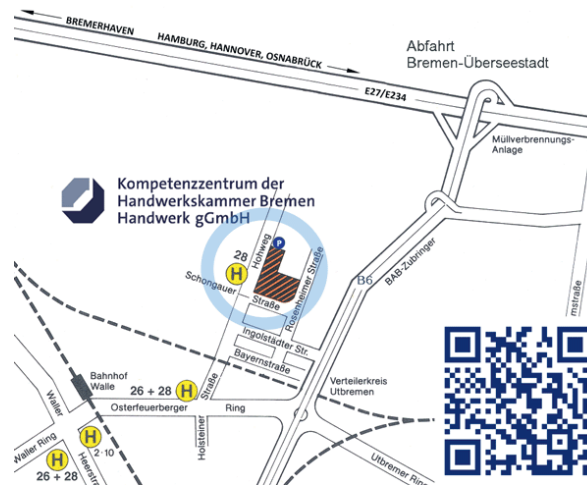 BREMERHAVEN
HAMBURG, HANNOVER, OSNABRÜCK
E27/E234
Abfahrt
Bremen-Überseestadt
Müllverbrennungs-
Anlage
Kompetenzzentrum der
Handwerkskammer Bremen
Handwerk gGmbH
P
28
H
Hohweg
Schongauer
Straße
Rosenheimer Straße
B6
BAB-Zubringer
Ingolstädter Str.
Bayernstraße
mstraße
Bahnhof
Walle
26 + 28 H
Straße
Holsteiner
Osterfeuerberger Ring
Verteilerkreis
Utbremen
Waller
Waller Ring
H
2·10
H
26 + 28
Heerstr
Utbremer Ring